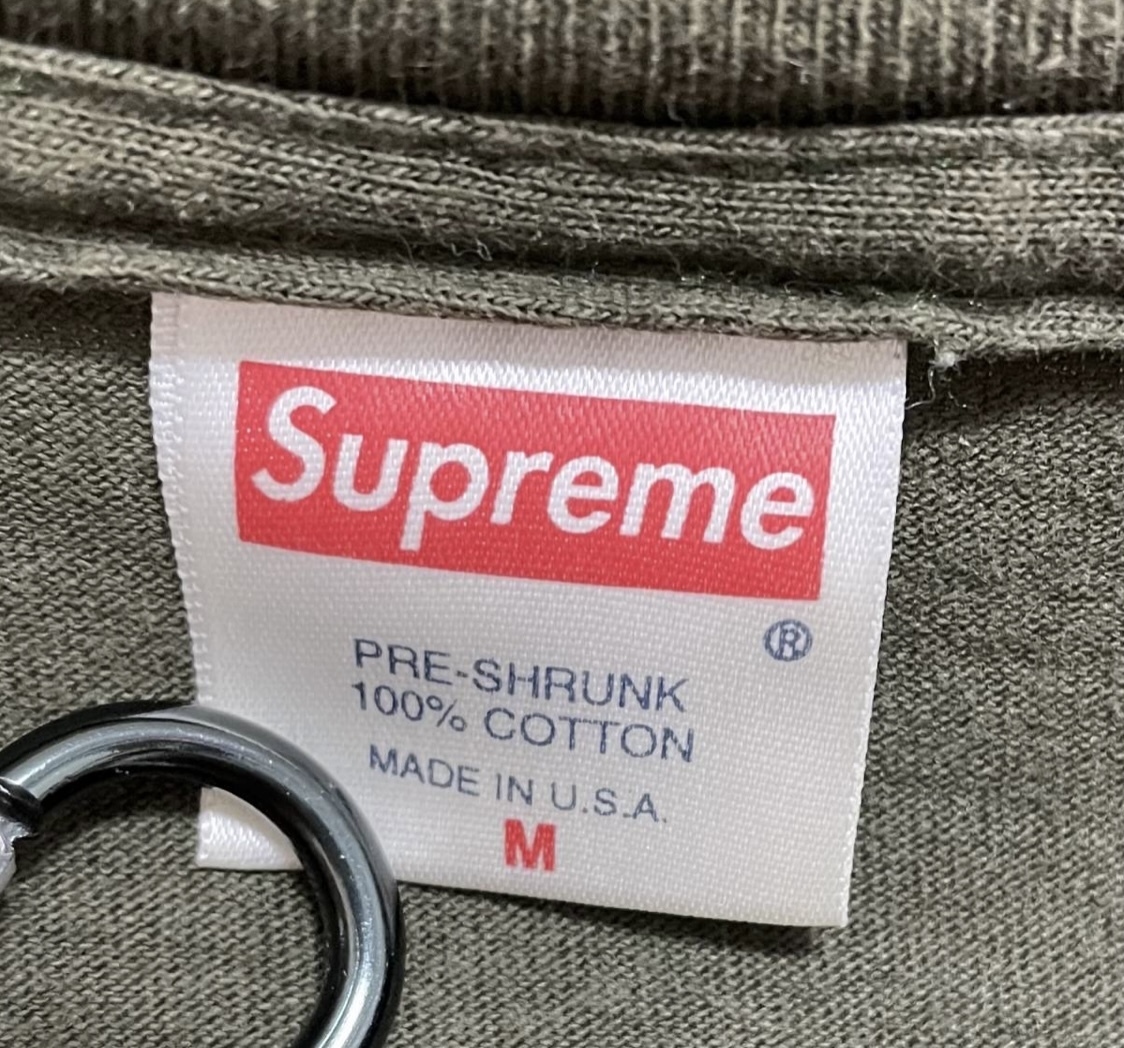 Supreme
®
PRE-SHRUNK
100% COTTON
MADE IN U.S.A.
M